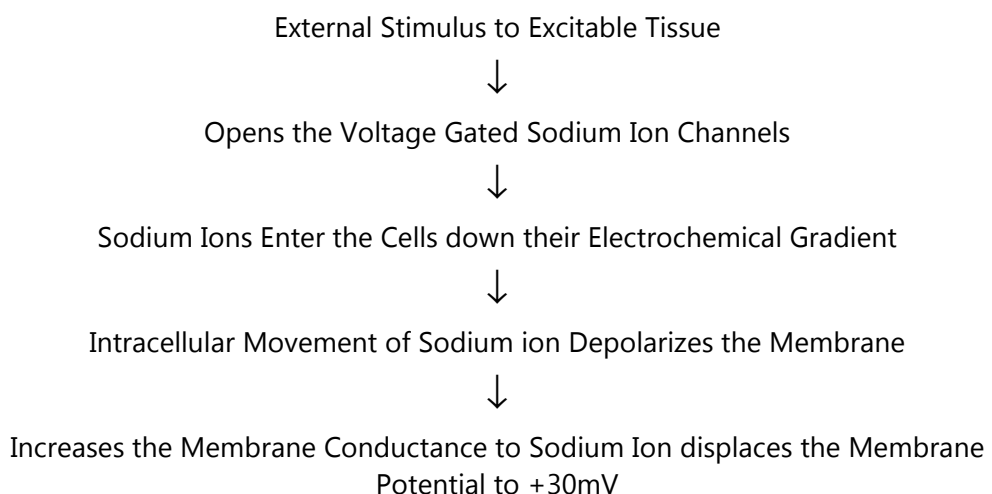 External Stimulus to Excitable Tissue
↓
Opens the Voltage Gated Sodium Ion Channels
↓
Sodium Ions Enter the Cells down their Electrochemical Gradient
↓
Intracellular Movement of Sodium ion Depolarizes the Membrane
↓
Increases the Membrane Conductance to Sodium Ion displaces the Membrane
Potential to +30mV